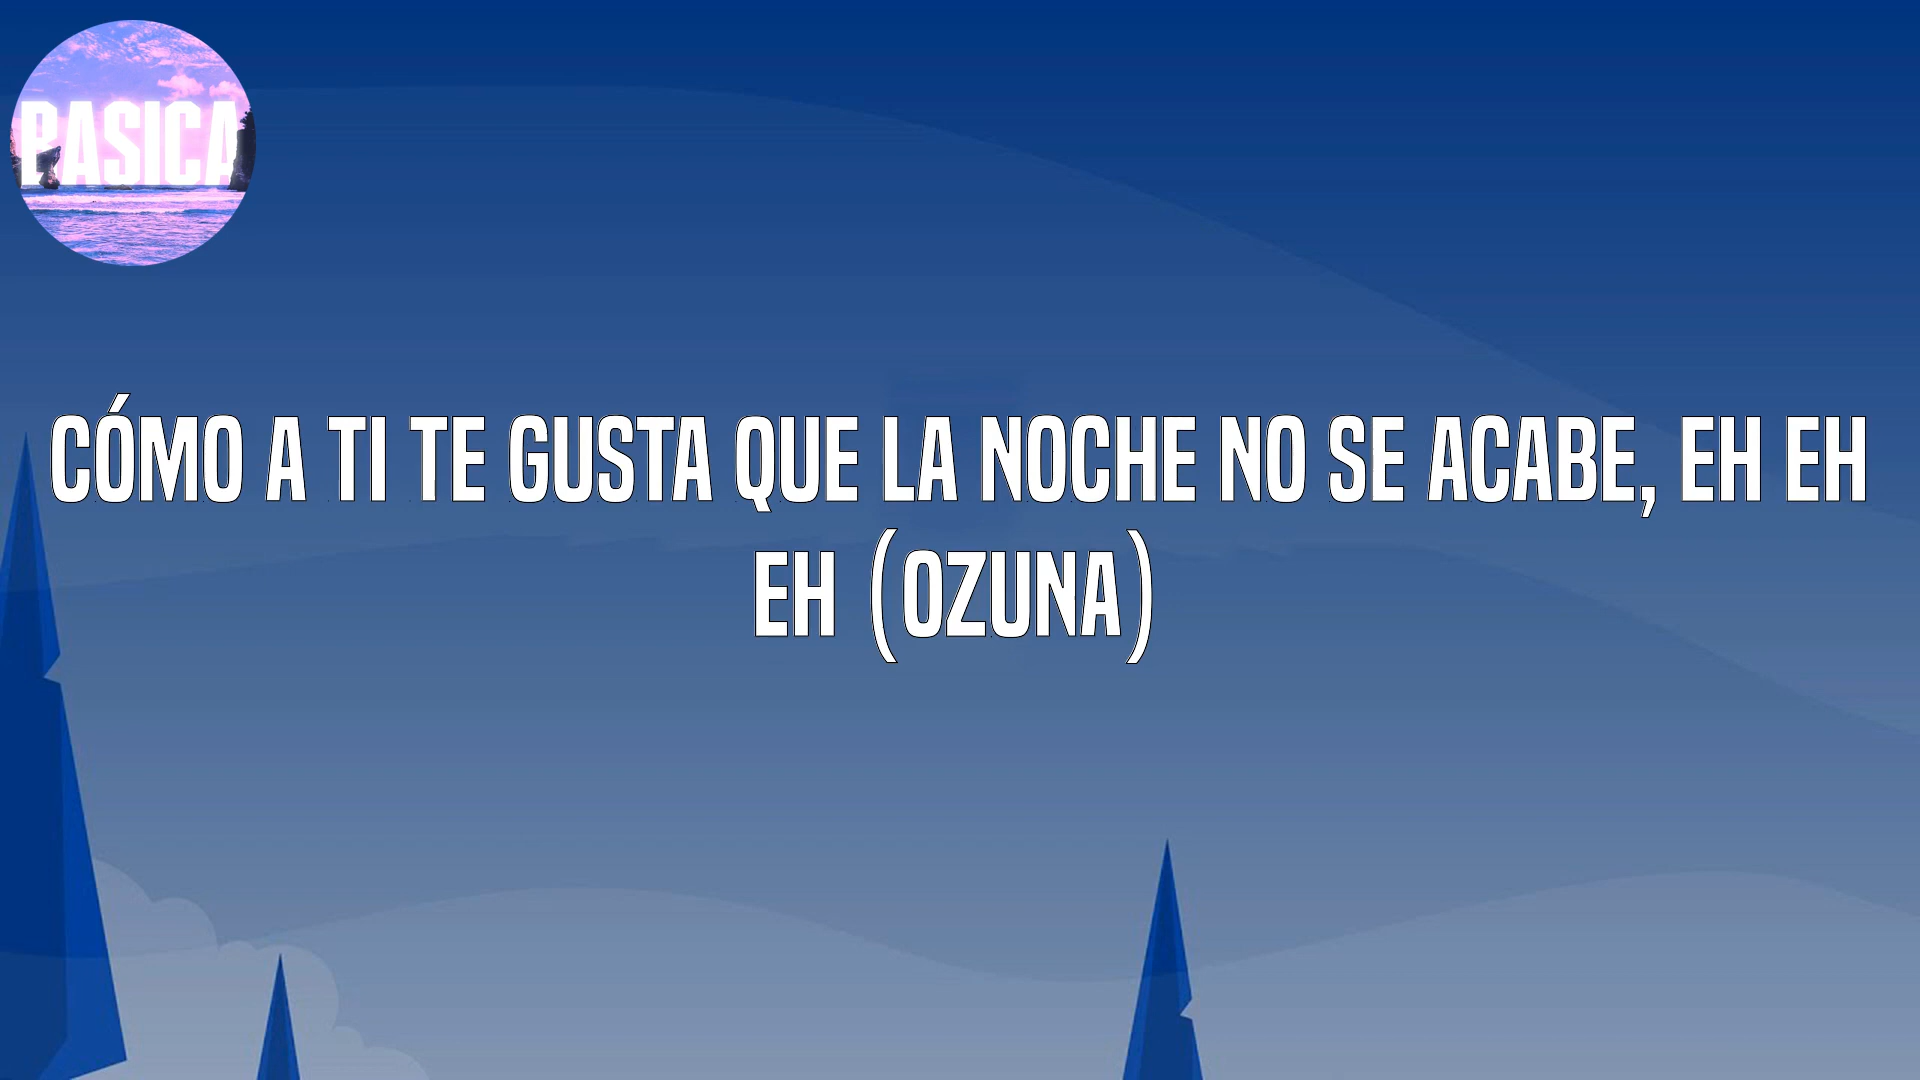 BASICA
CÓMO A TI TE GUSTA QUE LA NOCHE NO SE ACABE, EH EH
EH (OZUNA)